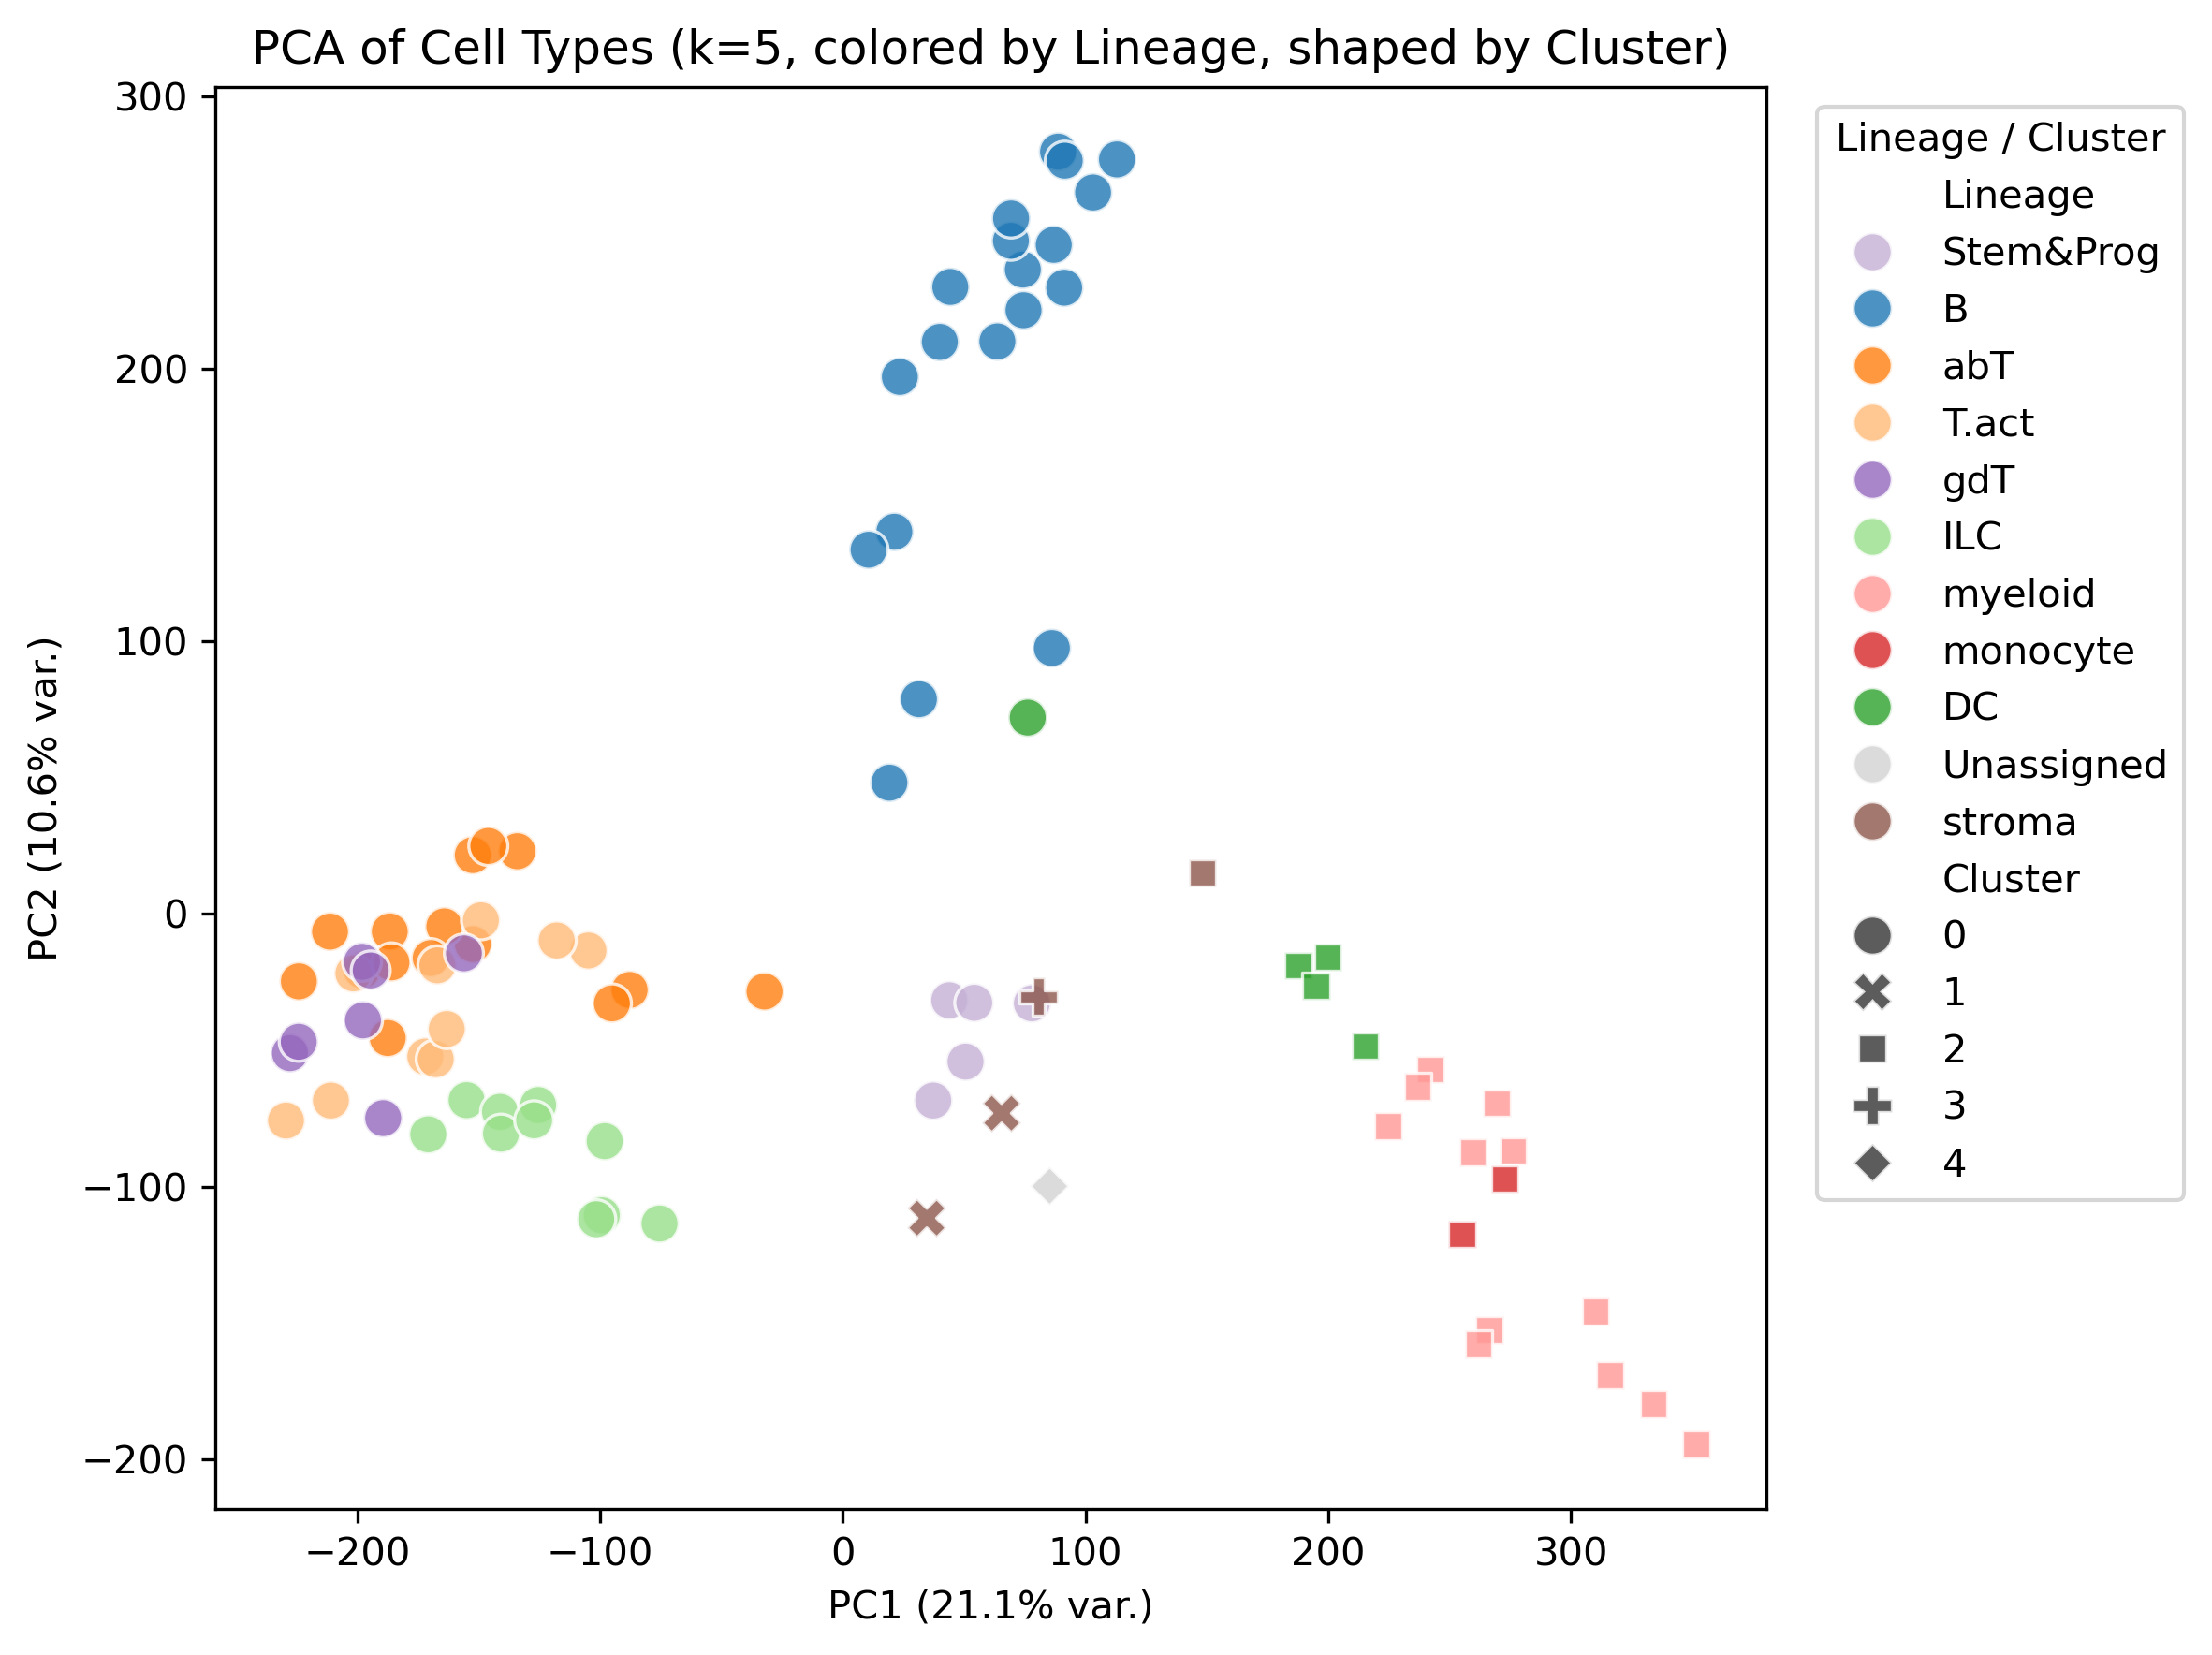 PCA of Cell Types (k=5, colored by Lineage, shaped by Cluster)
300
200
100
0
−100
−200
PC2 (10.6% var.)
−200
−100
0
100
200
300
PC1 (21.1% var.)
Lineage / Cluster
Lineage
Stem&Prog
B
abT
T.act
gdT
ILC
myeloid
monocyte
DC
Unassigned
stroma
Cluster
0
1
2
3
4